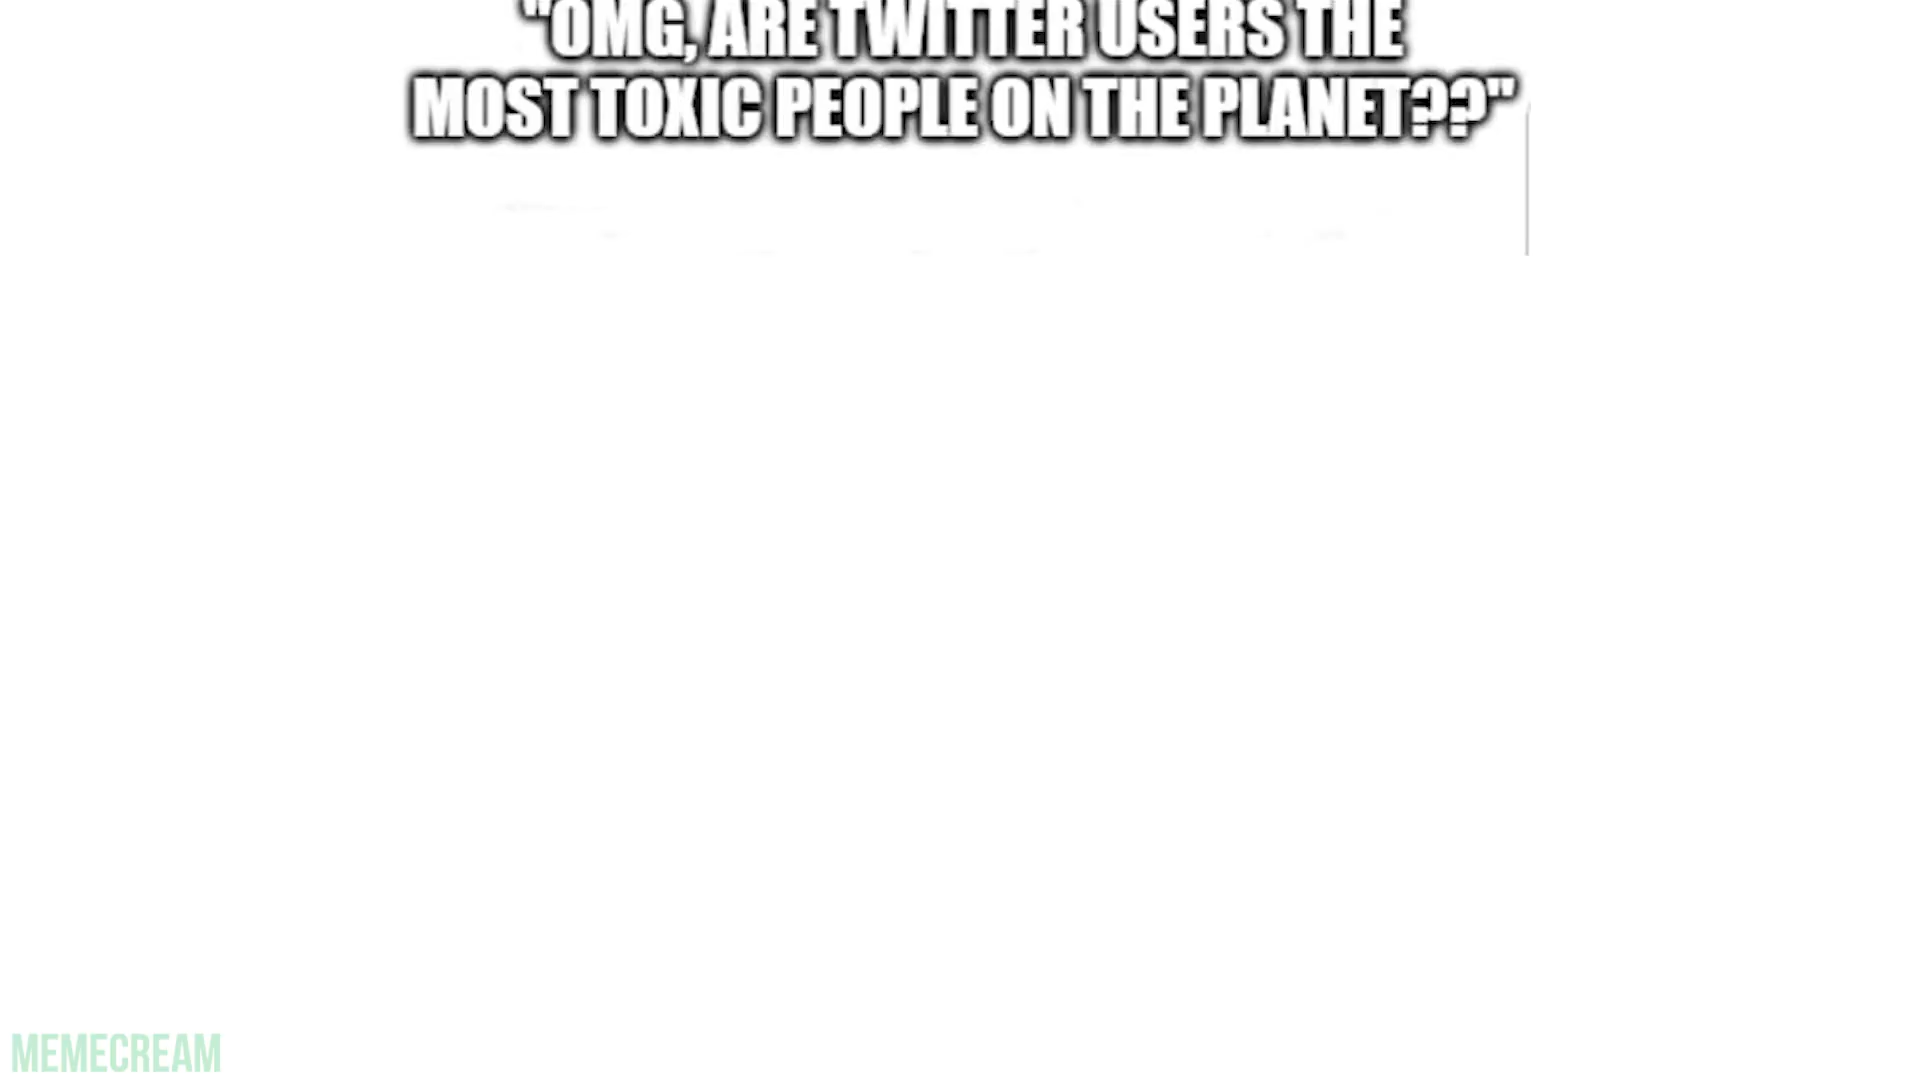 "OMG, ARE TWITTER USERS THE
MOST TOXIC PEOPLE ON THE PLANET??"
MEMECREAM